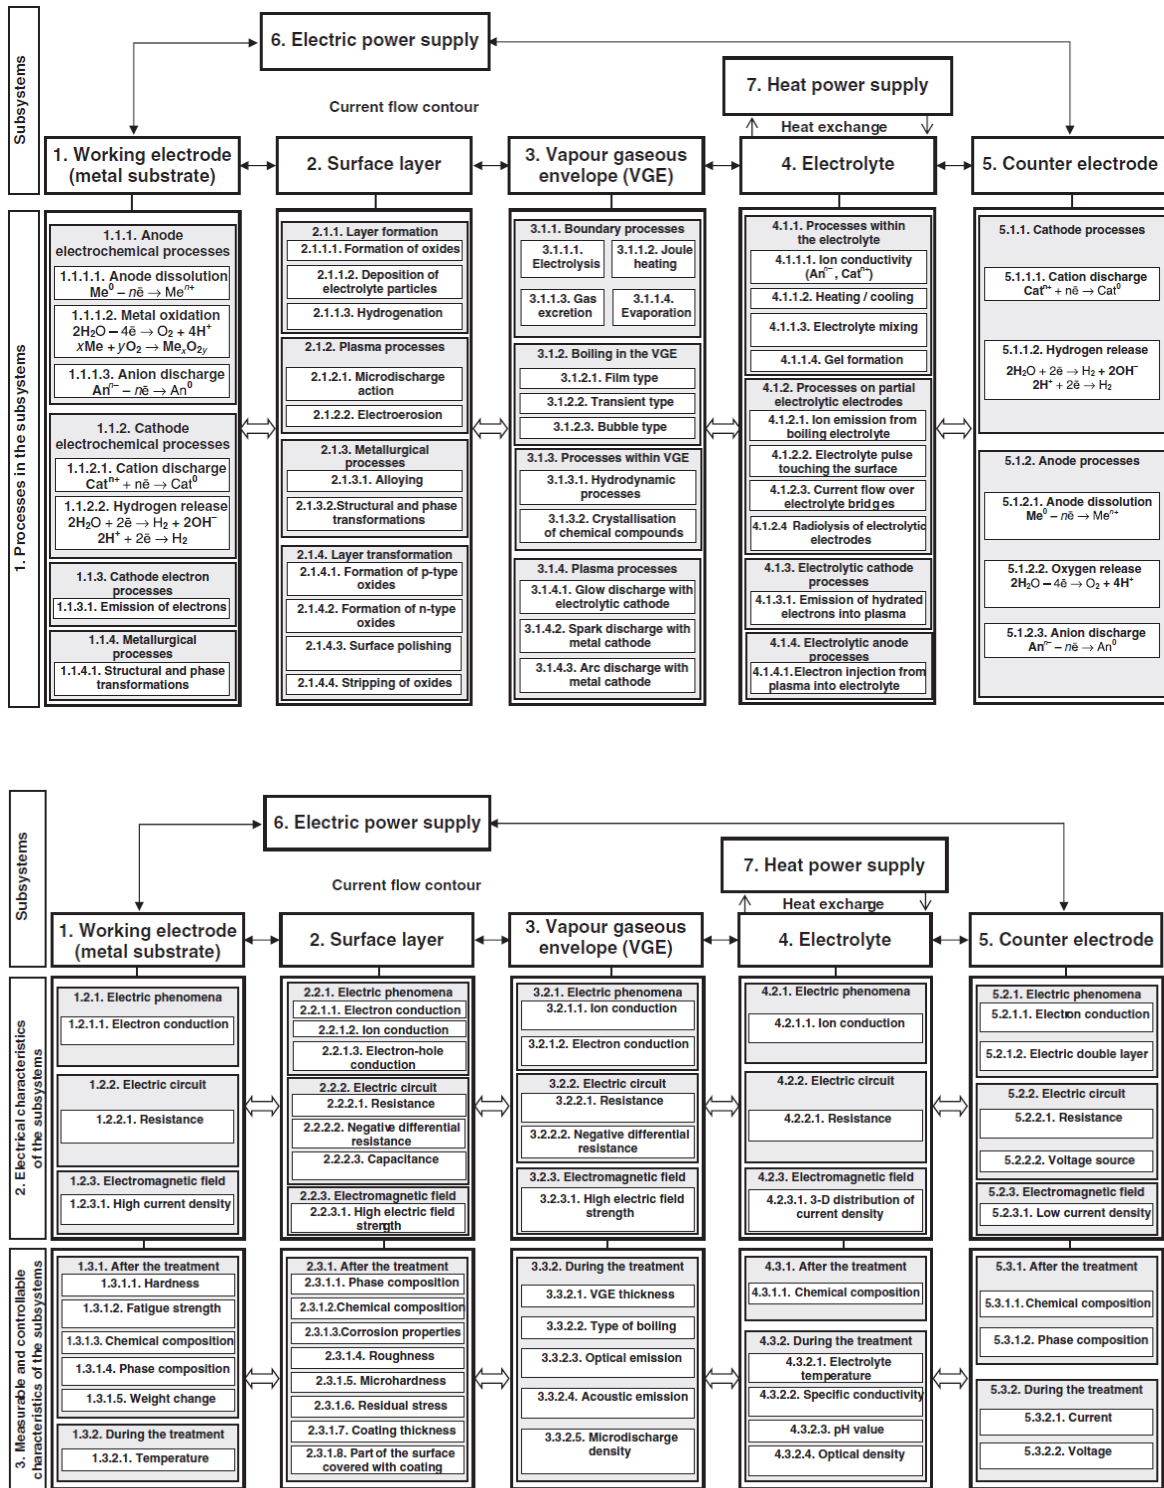 Subsystems
6. Electric power supply
7. Heat power supply
Current flow contour
Heat exchange
1. Working electrode
(metal substrate)
2. Surface layer
3. Vapour gaseous
envelope (VGE)
4. Electrolyte
5. Counter electrode
1. Processes in the subsystems
1.1.1. Anode
electrochemical processes
1.1.1.1. Anode dissolution
Me⁰ – nē → Meⁿ⁺
1.1.1.2. Metal oxidation
2H₂O – 4ē → O₂ + 4H⁺
xMe + yO₂ → MeₓO₂y
1.1.1.3. Anion discharge
Anⁿ⁻ – nē → An⁰
1.1.2. Cathode
electrochemical processes
1.1.2.1. Cation discharge
Catⁿ⁺ + nē → Cat⁰
1.1.2.2. Hydrogen release
2H₂O + 2ē → H₂ + 2OH⁻
2H⁺ + 2ē → H₂
1.1.3. Cathode electron
processes
1.1.3.1. Emission of electrons
1.1.4. Metallurgical
processes
1.1.4.1. Structural and phase
transformations
2.1.1. Layer formation
2.1.1.1. Formation of oxides
2.1.1.2. Deposition of
electrolyte particles
2.1.1.3. Hydrogenation
2.1.2. Plasma processes
2.1.2.1. Microdischarge
action
2.1.2.2. Electroerosion
2.1.3. Metallurgical
processes
2.1.3.1. Alloying
2.1.3.2.Structural and phase
transformations
2.1.4. Layer transformation
2.1.4.1. Formation of p-type
oxides
2.1.4.2. Formation of n-type
oxides
2.1.4.3. Surface polishing
2.1.4.4. Stripping of oxides
3.1.1. Boundary processes
3.1.1.1.
Electrolysis
3.1.1.2. Joule
heating
3.1.1.3. Gas
excretion
3.1.1.4.
Evaporation
3.1.2. Boiling in the VGE
3.1.2.1. Film type
3.1.2.2. Transient type
3.1.2.3. Bubble type
3.1.3. Processes within VGE
3.1.3.1. Hydrodynamic
processes
3.1.3.2. Crystallisation
of chemical compounds
3.1.4. Plasma processes
3.1.4.1. Glow discharge with
electrolytic cathode
3.1.4.2. Spark discharge with
metal cathode
3.1.4.3. Arc discharge with
metal cathode
4.1.1. Processes within
the electrolyte
4.1.1.1. Ion conductivity
(Anⁿ⁻, Catⁿ⁺)
4.1.1.2. Heating / cooling
4.1.1.3. Electrolyte mixing
4.1.1.4. Gel formation
4.1.2. Processes on partial
electrolytic electrodes
4.1.2.1. Ion emission from
boiling electrolyte
4.1.2.2. Electrolyte pulse
touching the surface
4.1.2.3. Current flow over
electrolyte bridges
4.1.2.4 Radiolysis of electrolytic
electrodes
4.1.3. Electrolytic cathode
processes
4.1.3.1. Emission of hydrated
electrons into plasma
4.1.4. Electrolytic anode
processes
4.1.4.1.Electron injection from
plasma into electrolyte
5.1.1. Cathode processes
5.1.1.1. Cation discharge
Catⁿ⁺ + nē → Cat⁰
5.1.1.2. Hydrogen release
2H₂O + 2ē → H₂ + 2OH⁻
2H⁺ + 2ē → H₂
5.1.2. Anode processes
5.1.2.1. Anode dissolution
Me⁰ – nē → Meⁿ⁺
5.1.2.2. Oxygen release
2H₂O – 4ē → O₂ + 4H⁺
5.1.2.3. Anion discharge
Anⁿ⁻ – nē → An⁰
Subsystems
6. Electric power supply
7. Heat power supply
Current flow contour
Heat exchange
1. Working electrode
(metal substrate)
2. Surface layer
3. Vapour gaseous
envelope (VGE)
4. Electrolyte
5. Counter electrode
2. Electrical characteristics
of the subsystems
1.2.1. Electric phenomena
1.2.1.1. Electron conduction
1.2.2. Electric circuit
1.2.2.1. Resistance
1.2.3. Electromagnetic field
1.2.3.1. High current density
2.2.1. Electric phenomena
2.2.1.1. Electron conduction
2.2.1.2. Ion conduction
2.2.1.3. Electron-hole
conduction
2.2.2. Electric circuit
2.2.2.1. Resistance
2.2.2.2. Negative differential
resistance
2.2.2.3. Capacitance
2.2.3. Electromagnetic field
2.2.3.1. High electric field
strength
3.2.1. Electric phenomena
3.2.1.1. Ion conduction
3.2.1.2. Electron conduction
3.2.2. Electric circuit
3.2.2.1. Resistance
3.2.2.2. Negative differential
resistance
3.2.3. Electromagnetic field
3.2.3.1. High electric field
strength
4.2.1. Electric phenomena
4.2.1.1. Ion conduction
4.2.2. Electric circuit
4.2.2.1. Resistance
4.2.3. Electromagnetic field
4.2.3.1. 3-D distribution of
current density
5.2.1. Electric phenomena
5.2.1.1. Electron conduction
5.2.1.2. Electric double layer
5.2.2. Electric circuit
5.2.2.1. Resistance
5.2.2.2. Voltage source
5.2.3. Electromagnetic field
5.2.3.1. Low current density
3. Measurable and controllable
characteristics of the subsystems
1.3.1. After the treatment
1.3.1.1. Hardness
1.3.1.2. Fatigue strength
1.3.1.3. Chemical composition
1.3.1.4. Phase composition
1.3.1.5. Weight change
1.3.2. During the treatment
1.3.2.1. Temperature
2.3.1. After the treatment
2.3.1.1. Phase composition
2.3.1.2.Chemical composition
2.3.1.3.Corrosion properties
2.3.1.4. Roughness
2.3.1.5. Microhardness
2.3.1.6. Residual stress
2.3.1.7. Coating thickness
2.3.1.8. Part of the surface
covered with coating
3.3.2. During the treatment
3.3.2.1. VGE thickness
3.3.2.2. Type of boiling
3.3.2.3. Optical emission
3.3.2.4. Acoustic emission
3.3.2.5. Microdischarge
density
4.3.1. After the treatment
4.3.1.1. Chemical composition
4.3.2. During the treatment
4.3.2.1. Electrolyte
temperature
4.3.2.2. Specific conductivity
4.3.2.3. pH value
4.3.2.4. Optical density
5.3.1. After the treatment
5.3.1.1. Chemical composition
5.3.1.2. Phase composition
5.3.2. During the treatment
5.3.2.1. Current
5.3.2.2. Voltage